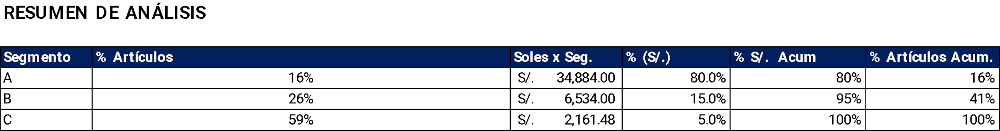 RESUMEN DE ANÁLISIS
Segmento % Artículos Soles x Seg. % (S/.) % S/. Acum % Artículos Acum.
A 16% S/. 34,884.00 80.0% 80% 16%
B 26% S/. 6,534.00 15.0% 95% 41%
C 59% S/. 2,161.48 5.0% 100% 100%